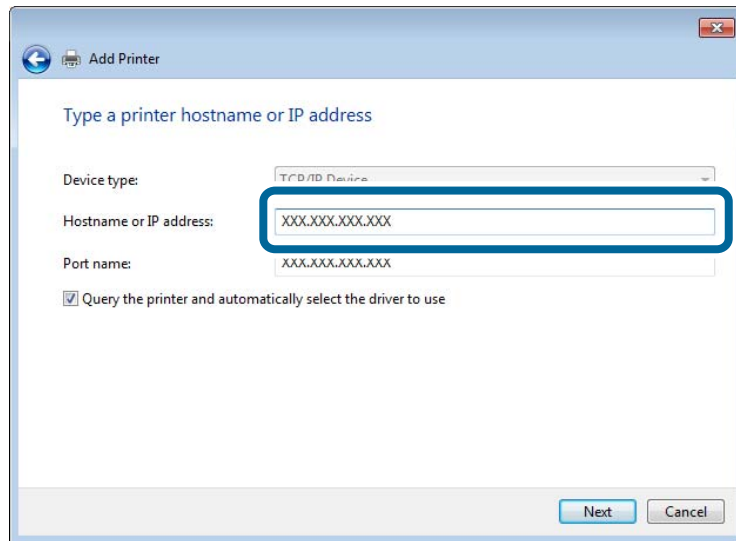 Add Printer
Type a printer hostname or IP address
Device type: TCP/IP Device
Hostname or IP address: XXX.XXX.XXX.XXX
Port name: XXX.XXX.XXX.XXX
Query the printer and automatically select the driver to use
Next Cancel